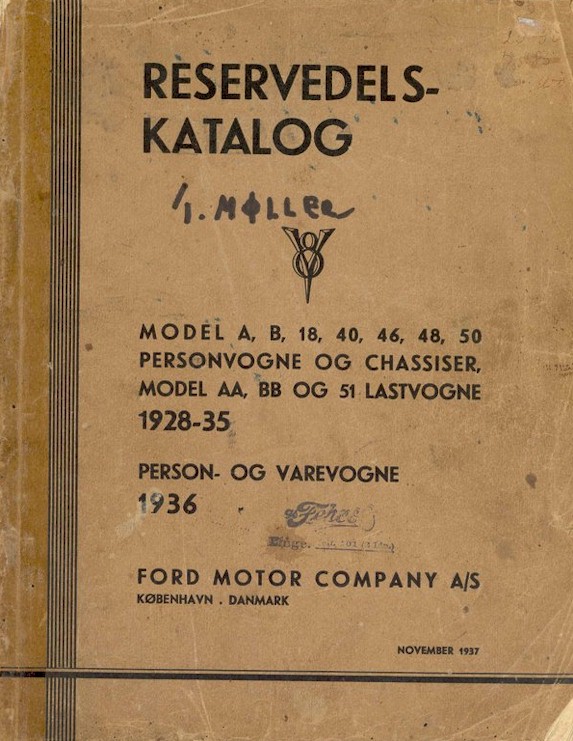 RESERVEDELS-
KATALOG
MØLLER
V8
MODEL A, B, 18, 40, 46, 48, 50
PERSONVOGNE OG CHASSISER,
MODEL AA, BB OG 51 LASTVOGNE
1928-35
PERSON- OG VAREVOGNE
1936
FORD MOTOR COMPANY A/S
KØBENHAVN . DANMARK
NOVEMBER 1937